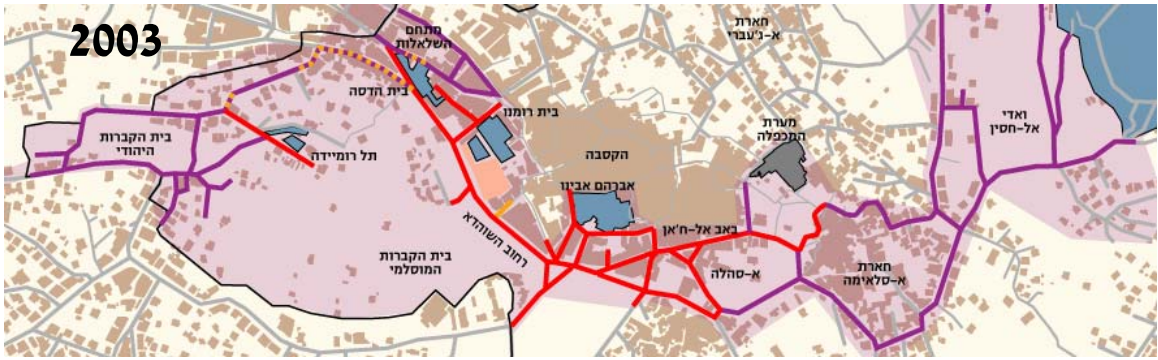 2003
מתחם
השלאלות
חארת
א-ג'עברי
בית הדסה
בית רומנו
ואדי
אל-חסין
מערת
המכפלה
בית הקברות
היהודי
תל רומיידה
הקסבה
אברהם אבינו
רחוב השוהדא
באב אל-ח'אן
בית הקברות
המוסלמי
א-סהלה
חארת
א-סלאימה